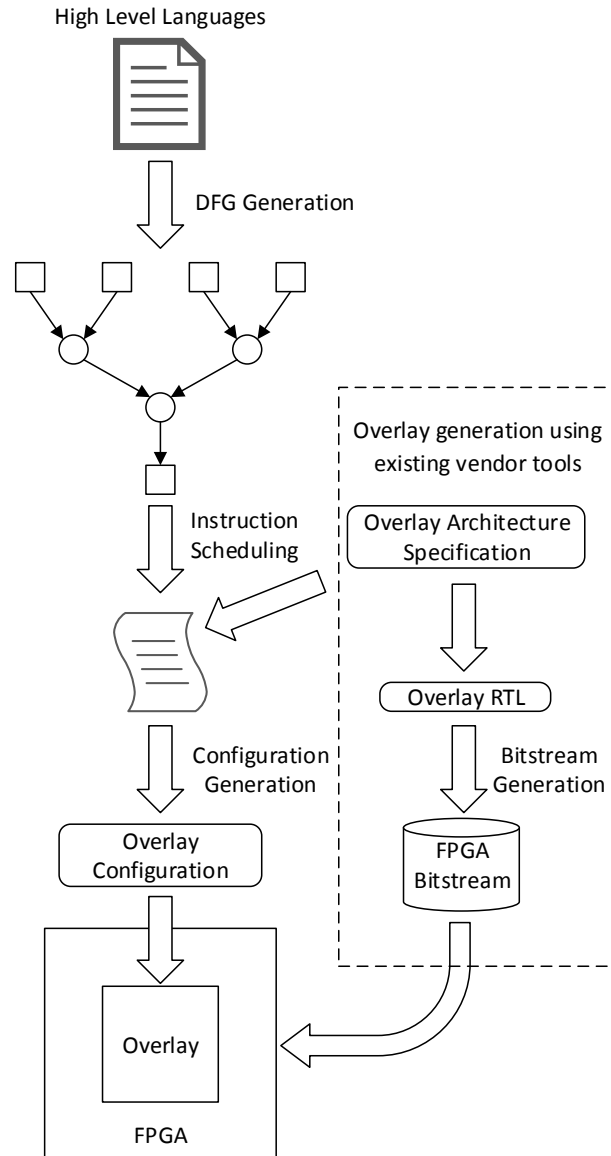 High Level Languages
DFG Generation
Instruction
Scheduling
Configuration
Generation
Overlay
Configuration
Overlay
FPGA
Overlay generation using
existing vendor tools
Overlay Architecture
Specification
Overlay RTL
Bitstream
Generation
FPGA
Bitstream